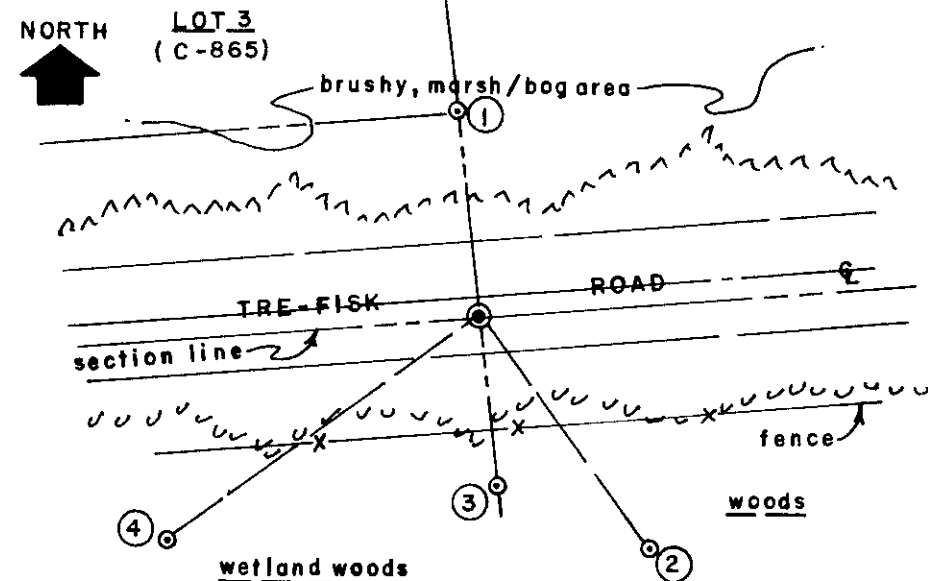 NORTH
LOT 3
(C-865)
brushy, marsh/bog area
1
TRE-FISK ROAD ℄
section line
fence
3
woods
4
2
wetland woods